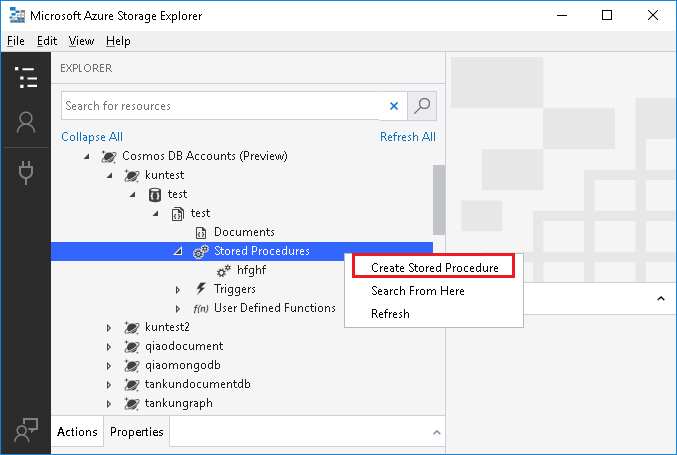 Microsoft Azure Storage Explorer
File Edit View Help
EXPLORER
Search for resources
Collapse All Refresh All
Cosmos DB Accounts (Preview)
kuntest
test
test
Documents
Stored Procedures
hfghf
Triggers
f(n) User Defined Functions
kuntest2
qiaodocument
qiaomongodb
tankundocumentdb
tankungraph
Create Stored Procedure
Search From Here
Refresh
Actions Properties